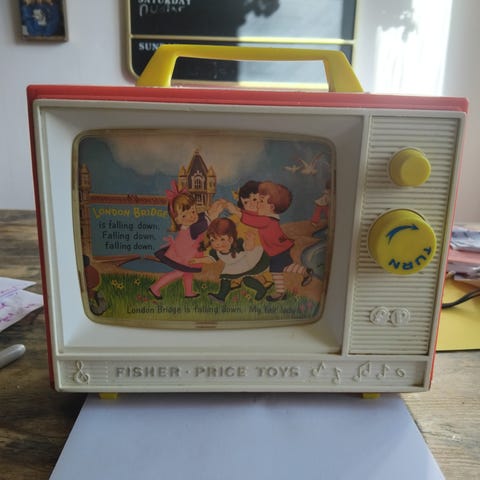 SATURDAY
SUN
LONDON BRIDGE
is falling down.
Falling down,
falling down.
London Bridge is falling down. My fair lady.
TURN
FISHER·PRICE TOYS